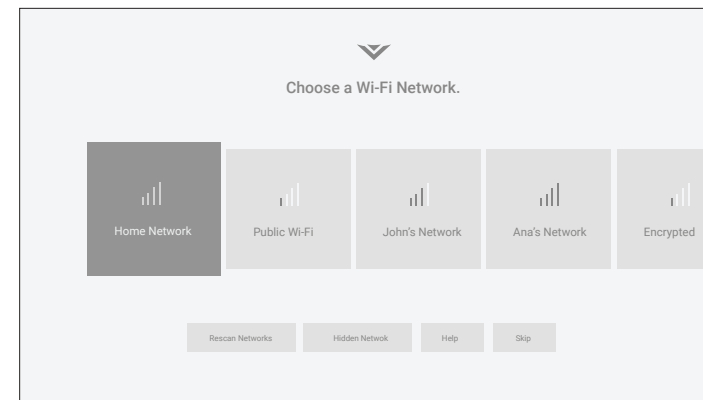 Choose a Wi-Fi Network.
Home Network
Public Wi-Fi
John's Network
Ana's Network
Encrypted
Rescan Networks
Hidden Netwok
Help
Skip